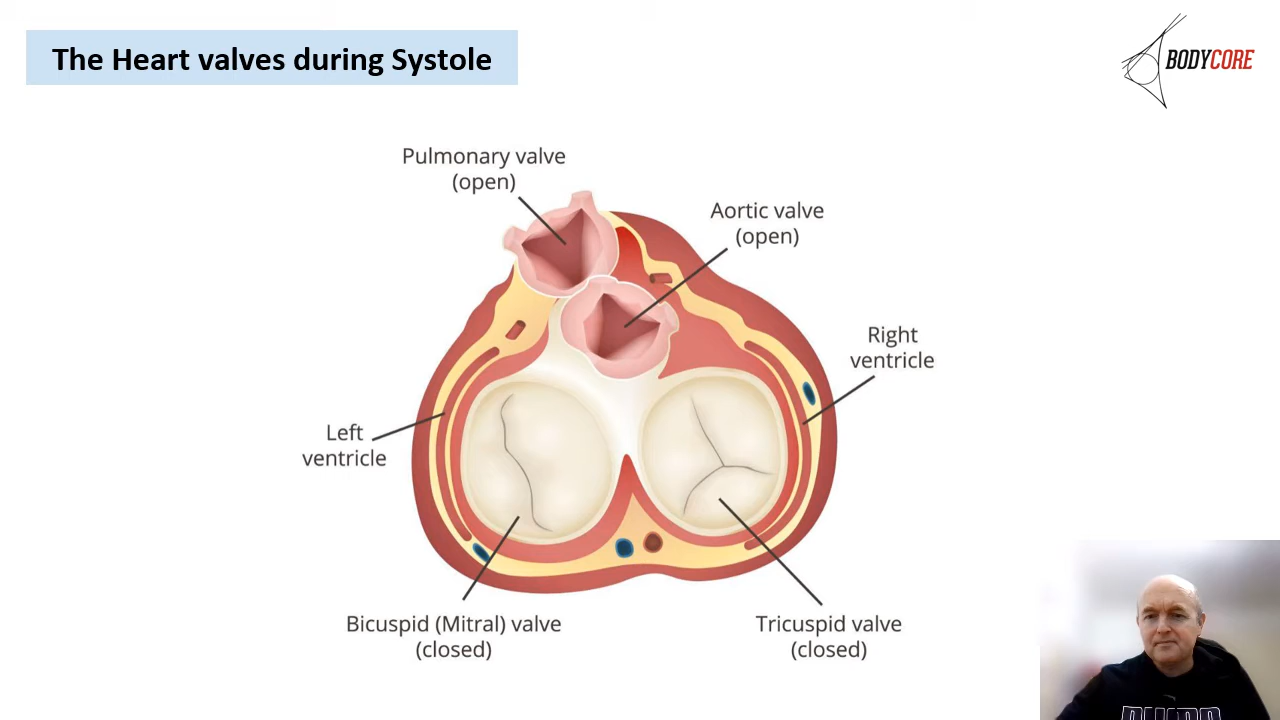 The Heart valves during Systole
BODYCORE
Pulmonary valve
(open)
Aortic valve
(open)
Right
ventricle
Left
ventricle
Bicuspid (Mitral) valve
(closed)
Tricuspid valve
(closed)